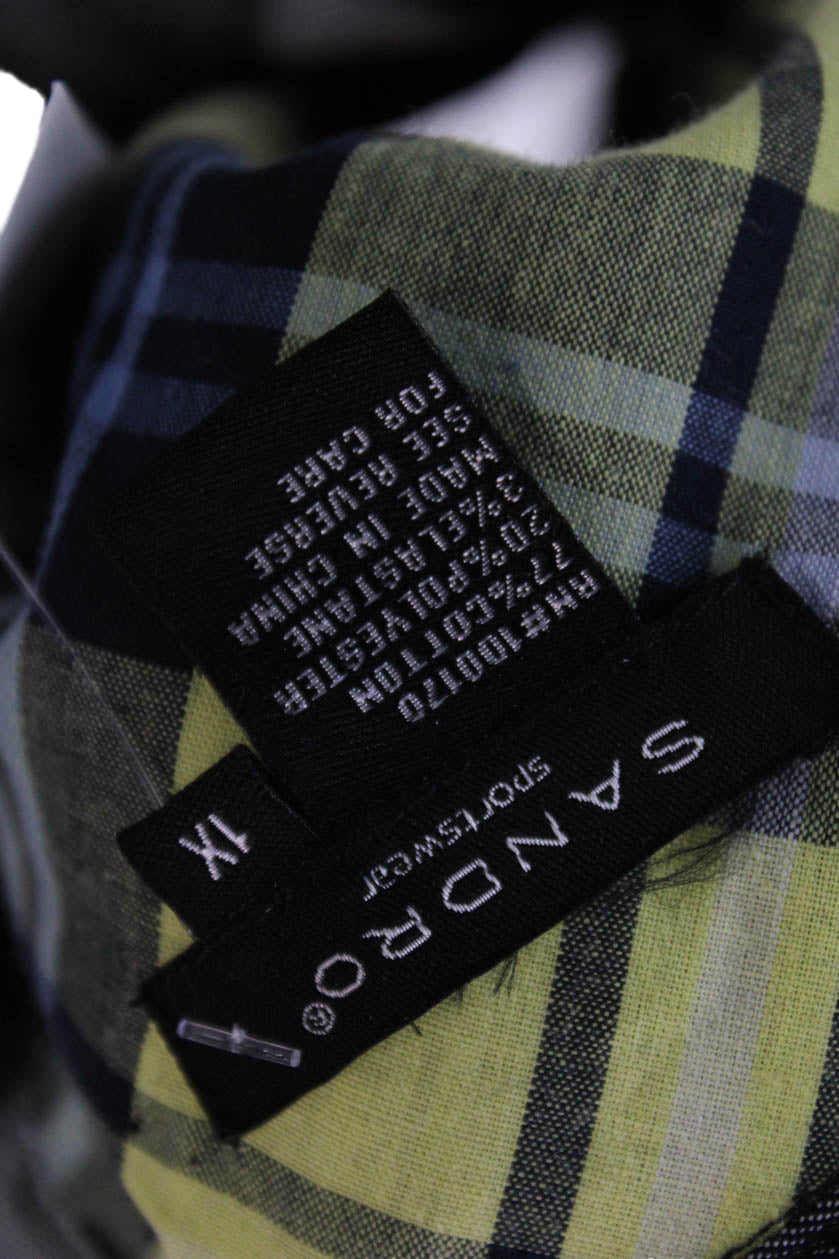 SANDRO©
sportswear
1X
RN#100170
77%COTTON
20%POLYESTER
3%ELASTANE
MADE IN CHINA
SEE REVERSE
FOR CARE